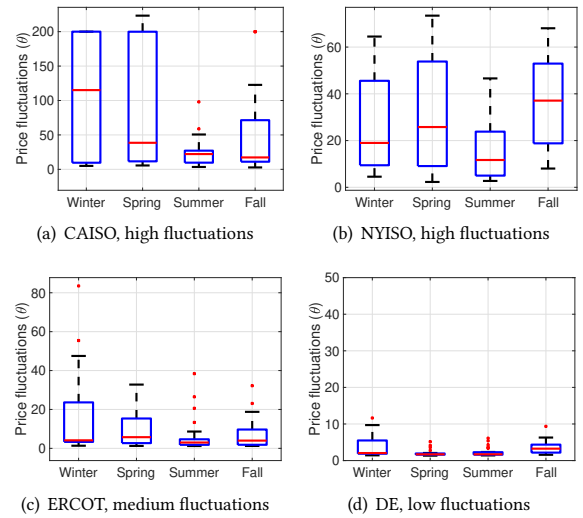 Price fluctuations (θ)
200
150
100
50
0
Winter Spring Summer Fall
(a) CAISO, high fluctuations
Price fluctuations (θ)
60
40
20
0
Winter Spring Summer Fall
(b) NYISO, high fluctuations
Price fluctuations (θ)
80
60
40
20
0
Winter Spring Summer Fall
(c) ERCOT, medium fluctuations
Price fluctuations (θ)
50
40
30
20
10
0
Winter Spring Summer Fall
(d) DE, low fluctuations